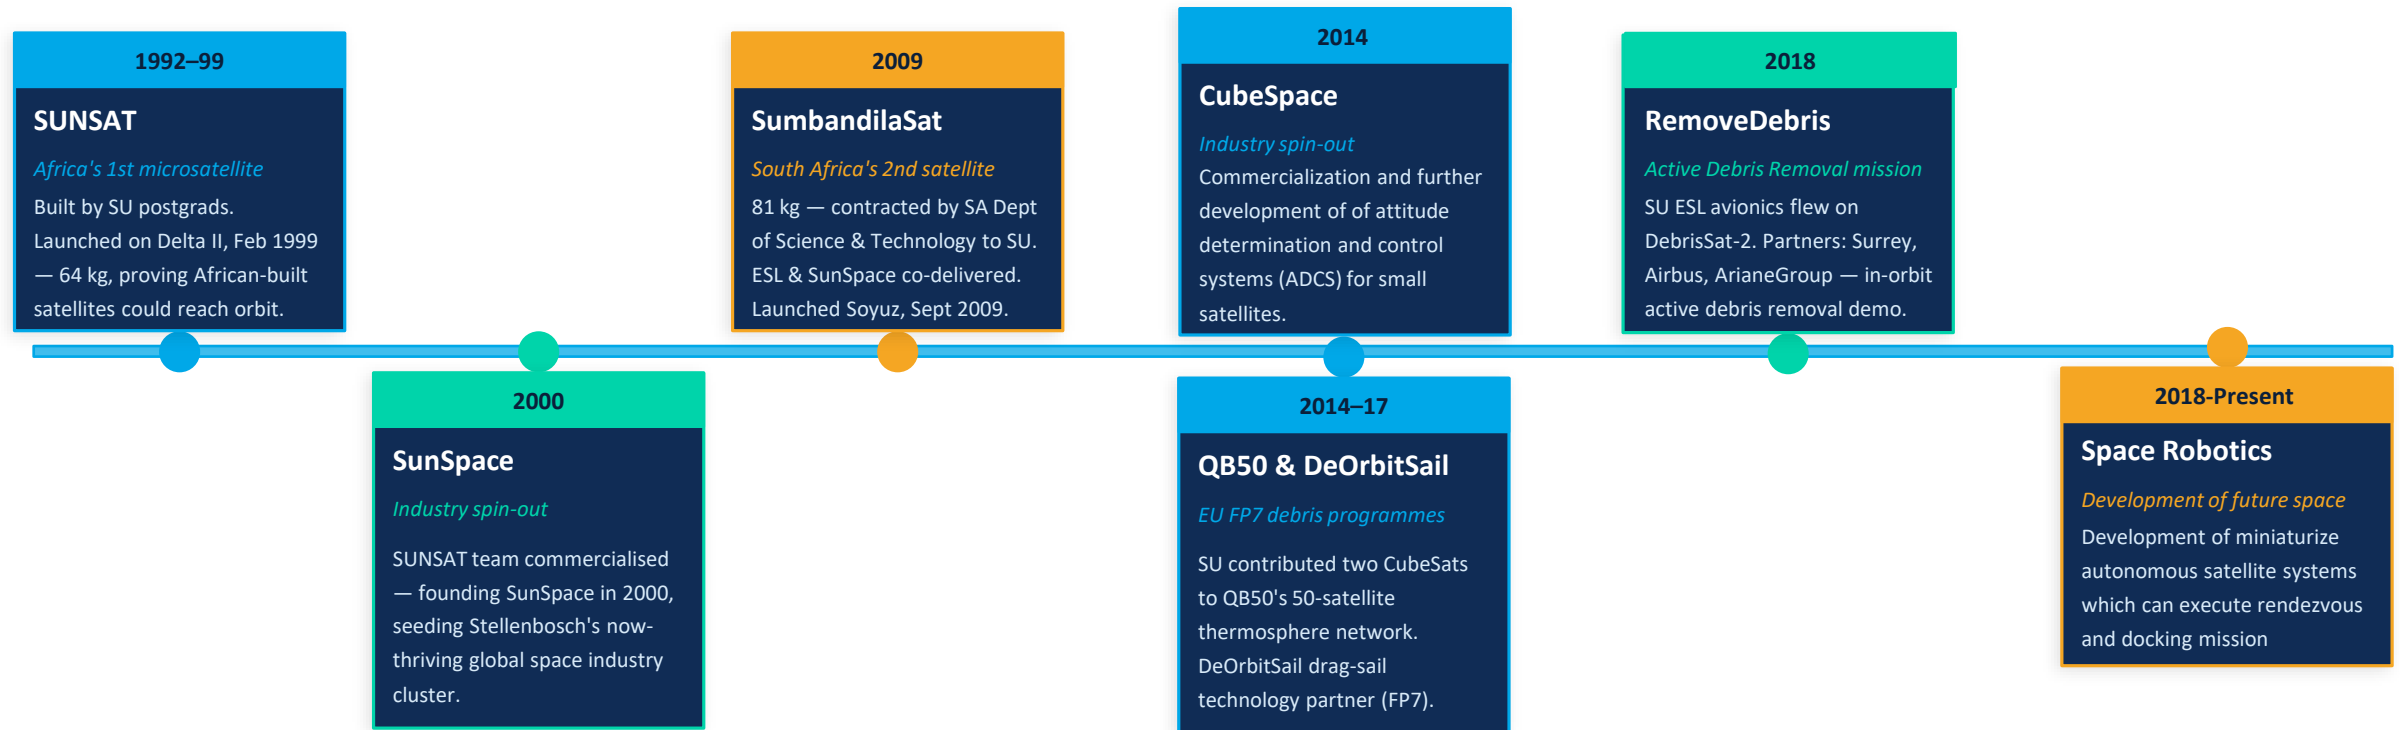 1992–99
SUNSAT
Africa's 1st microsatellite
Built by SU postgrads.
Launched on Delta II, Feb 1999
— 64 kg, proving African-built
satellites could reach orbit.
2000
SunSpace
Industry spin-out
SUNSAT team commercialised
— founding SunSpace in 2000,
seeding Stellenbosch's now-
thriving global space industry
cluster.
2009
SumbandilaSat
South Africa's 2nd satellite
81 kg — contracted by SA Dept
of Science & Technology to SU.
ESL & SunSpace co-delivered.
Launched Soyuz, Sept 2009.
2014
CubeSpace
Industry spin-out
Commercialization and further
development of of attitude
determination and control
systems (ADCS) for small
satellites.
2014–17
QB50 & DeOrbitSail
EU FP7 debris programmes
SU contributed two CubeSats
to QB50's 50-satellite
thermosphere network.
DeOrbitSail drag-sail
technology partner (FP7).
2018
RemoveDebris
Active Debris Removal mission
SU ESL avionics flew on
DebrisSat-2. Partners: Surrey,
Airbus, ArianeGroup — in-orbit
active debris removal demo.
2018-Present
Space Robotics
Development of future space
Development of miniaturize
autonomous satellite systems
which can execute rendezvous
and docking mission